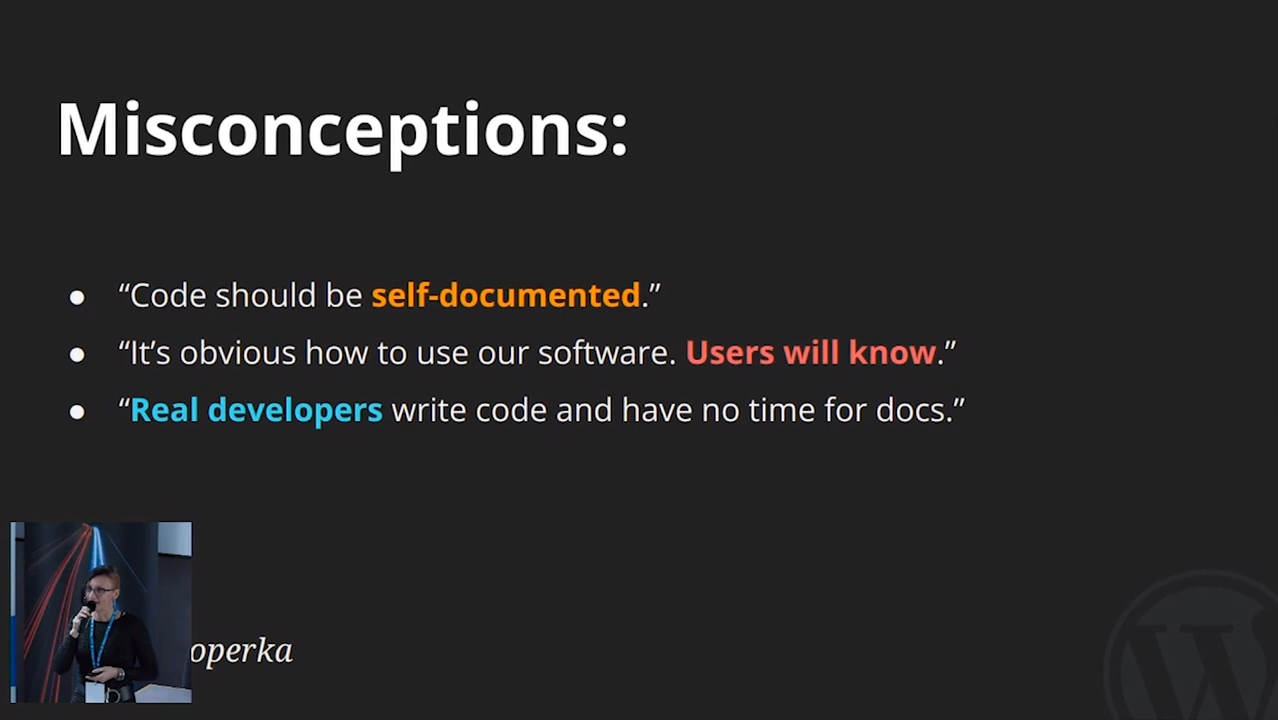 Misconceptions:
● “Code should be self-documented.”
● “It’s obvious how to use our software. Users will know.”
● “Real developers write code and have no time for docs.”
operka